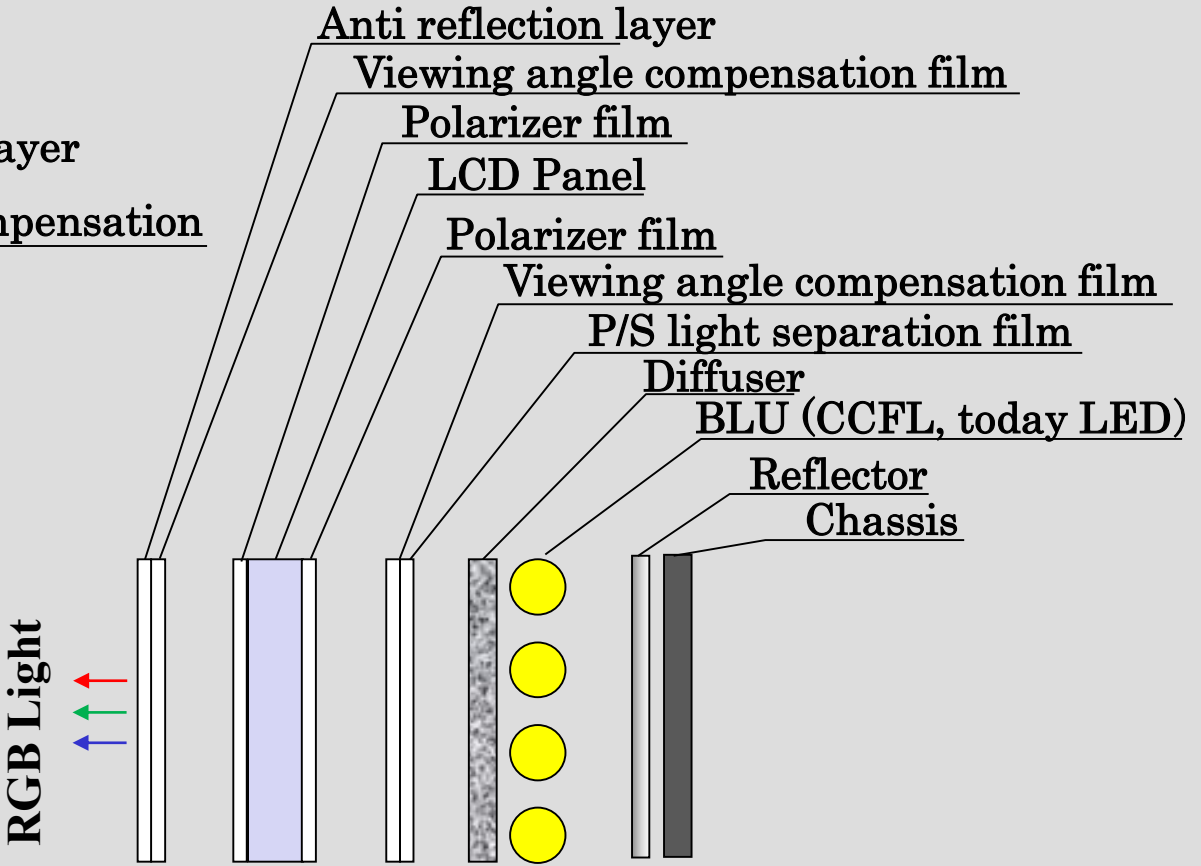 Anti reflection layer
Viewing angle compensation film
Polarizer film
ayer
LCD Panel
mpensation
Polarizer film
Viewing angle compensation film
P/S light separation film
Diffuser
BLU (CCFL, today LED)
Reflector
Chassis
RGB Light